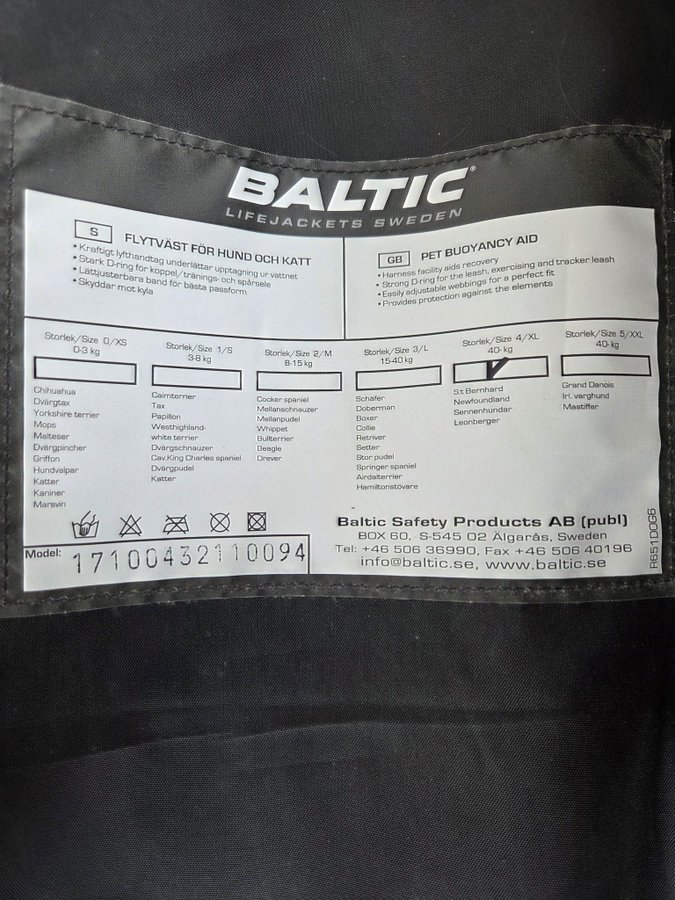 BALTIC®
LIFEJACKETS SWEDEN
S FLYTVÄST FÖR HUND OCH KATT
• Kraftigt lyfthandtag underlättar upptagning ur vattnet
• Stark D-ring för koppel/tränings- och spårsele
• Lättjusterbara band för bästa passform
• Skyddar mot kyla
GB PET BUOYANCY AID
• Harness facility aids recovery
• Strong D-ring for the leash, exercising and tracker leash
• Easily adjustable webbings for a perfect fit
• Provides protection against the elements
Storlek/Size 0/XS
0-3 kg
Chihuahua
Dvärgtax
Yorkshire terrier
Mops
Malteser
Dvärgpincher
Griffon
Hundvalpar
Katter
Kaniner
Marsvin
Storlek/Size 1/S
3-8 kg
Cairnterrier
Tax
Papillon
Westhighland-
white terrier
Dvärgschnauzer
Cav.King Charles spaniel
Dvärgpudel
Katter
Storlek/Size 2/M
8-15 kg
Cocker spaniel
Mellanschnauzer
Mellanpudel
Whippet
Bullterrier
Beagle
Drever
Storlek/Size 3/L
15-40 kg
Schäfer
Doberman
Boxer
Collie
Retriver
Setter
Stor pudel
Springer spaniel
Airdalterrier
Hamiltonstövare
Storlek/Size 4/XL
40- kg
S:t Bernhard
Newfoundland
Sennenhundar
Leonberger
Storlek/Size 5/XXL
40- kg
Grand Danois
Irl. varghund
Mastiffer
Model: 17100432110094
Baltic Safety Products AB (publ)
BOX 60, S-545 02 Älgarås, Sweden
Tel: +46 506 36990, Fax +46 506 40196
info@baltic.se, www.baltic.se
R651DDG6